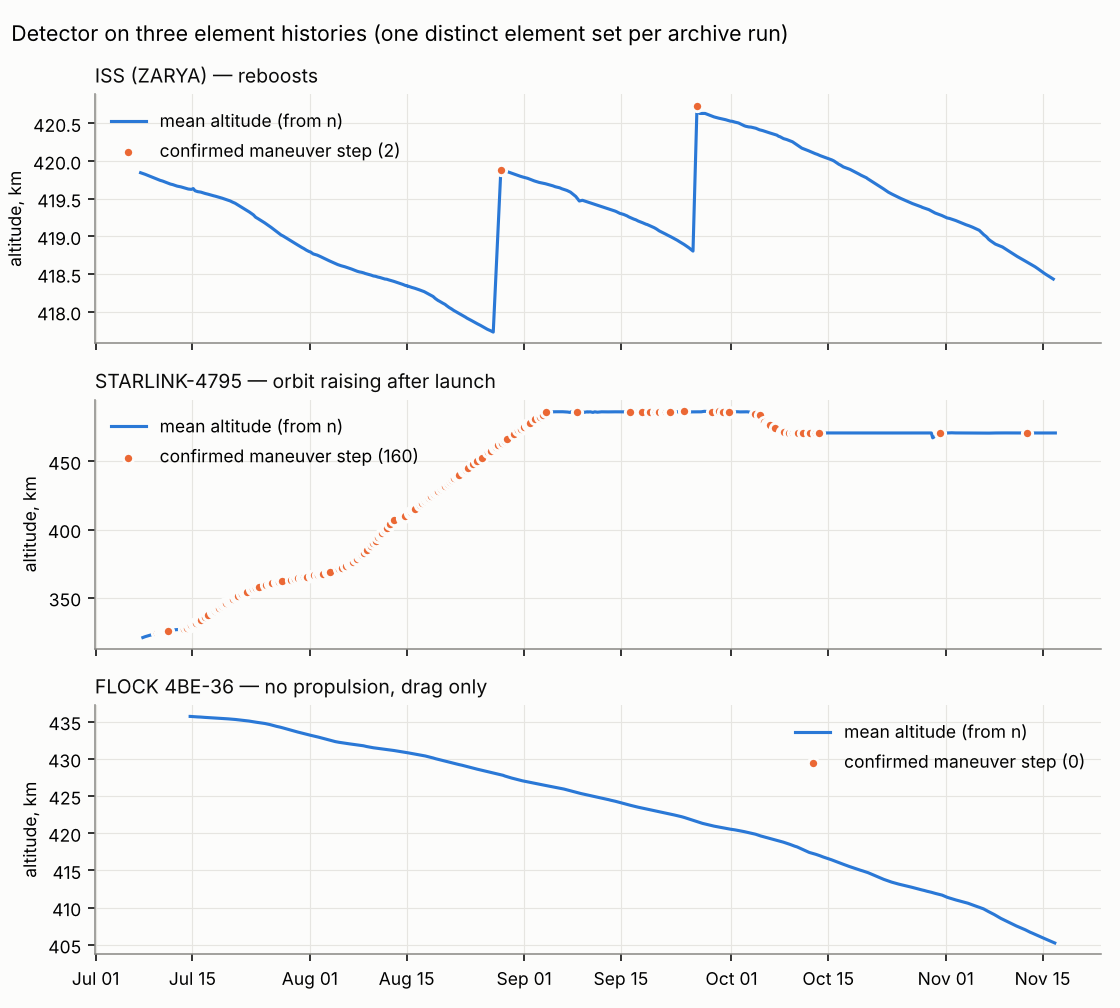 Detector on three element histories (one distinct element set per archive run)
ISS (ZARYA) — reboosts
mean altitude (from n)
confirmed maneuver step (2)
altitude, km
420.5
420.0
419.5
419.0
418.5
418.0
STARLINK-4795 — orbit raising after launch
mean altitude (from n)
confirmed maneuver step (160)
altitude, km
450
400
350
FLOCK 4BE-36 — no propulsion, drag only
mean altitude (from n)
confirmed maneuver step (0)
altitude, km
435
430
425
420
415
410
405
Jul 01 Jul 15 Aug 01 Aug 15 Sep 01 Sep 15 Oct 01 Oct 15 Nov 01 Nov 15